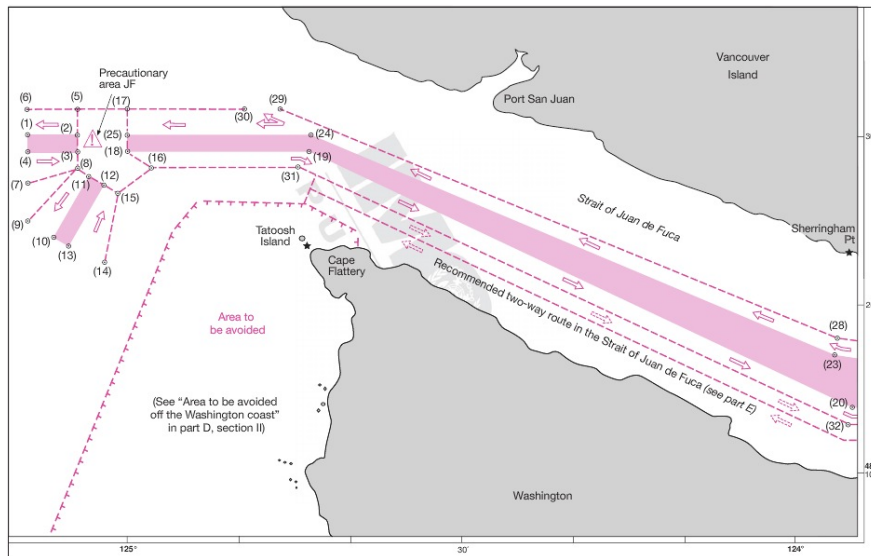 Vancouver
Island
Precautionary
area JF
Port San Juan
(6)
(5)
(17)
(30)
(29)
(1)
(2)
(25)
(24)
(4)
(3)
(18)
(19)
(8)
(16)
(31)
(7)
(11)
(12)
(15)
(9)
(10)
(13)
(14)
Strait of Juan de Fuca
Sherringham
Pt
Tatoosh
Island
Cape
Flattery
Recommended two-way route in the Strait of Juan de Fuca (see part E)
Area to
be avoided
(28)
(23)
(20)
(32)
(See "Area to be avoided
off the Washington coast"
in part D, section II)
Washington
125°
30′
124°
3
2
48
10